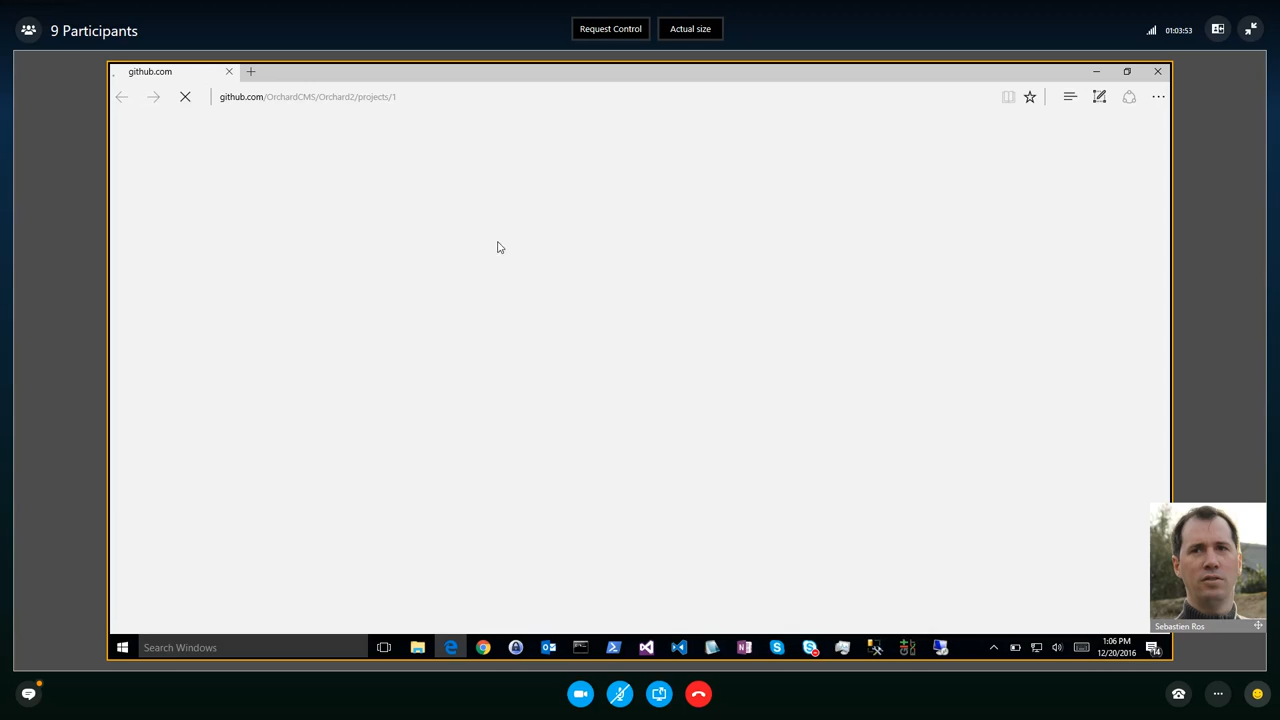 9 Participants
Request Control
Actual size
01:03:53
github.com
github.com/OrchardCMS/Orchard2/projects/1
Sebastien Ros
Search Windows
1:06 PM
12/20/2016